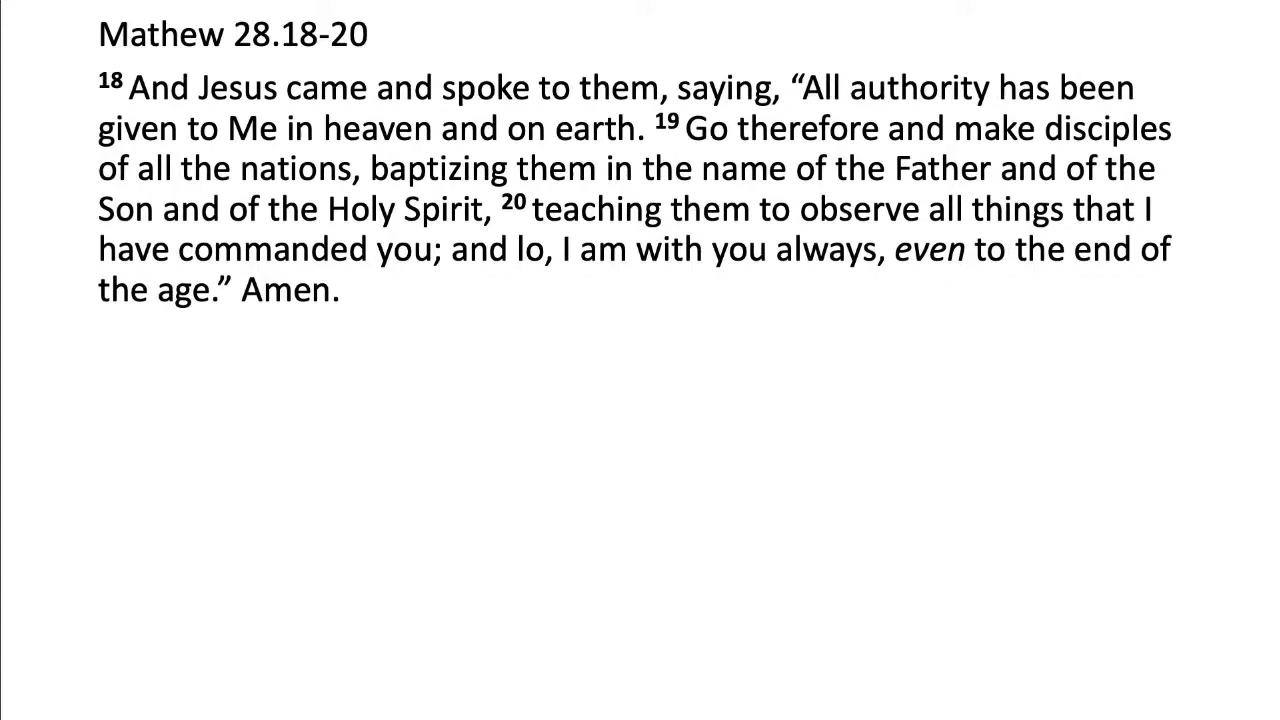 Mathew 28.18-20
18 And Jesus came and spoke to them, saying, “All authority has been
given to Me in heaven and on earth. 19 Go therefore and make disciples
of all the nations, baptizing them in the name of the Father and of the
Son and of the Holy Spirit, 20 teaching them to observe all things that I
have commanded you; and lo, I am with you always, even to the end of
the age.” Amen.